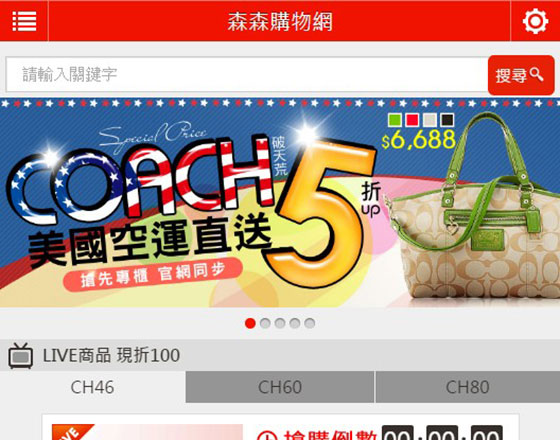 森森購物網
請輸入關鍵字
搜尋
Special Price
$6,688
COACH
破天荒
5
折up
美國空運直送
搶先專櫃 官網同步
LIVE商品 現折100
CH46
CH60
CH80
LIVE
搶購倒數 00:00:00